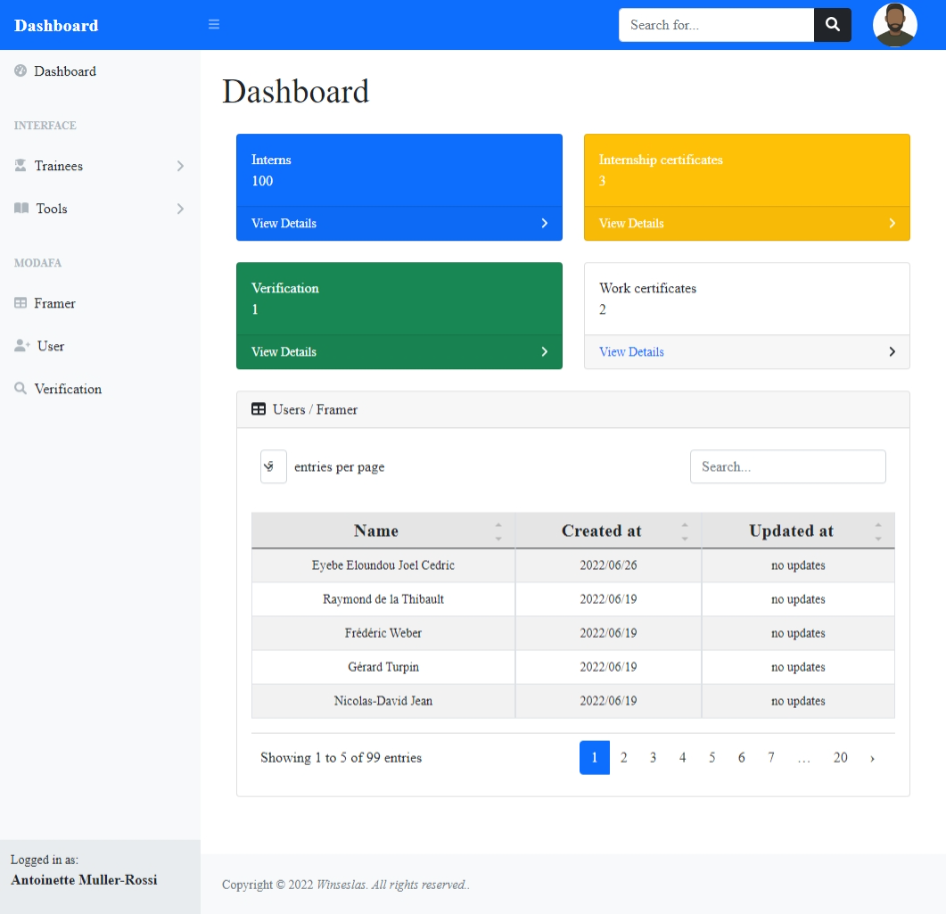 Dashboard
Search for...
Dashboard
INTERFACE
Trainees
Tools
MODAFA
Framer
User
Verification
Logged in as:
Antoinette Muller-Rossi
Dashboard
Interns
100
View Details
Internship certificates
3
View Details
Verification
1
View Details
Work certificates
2
View Details
Users / Framer
entries per page
Search...
Name Created at Updated at
Eyebe Eloundou Joel Cedric 2022/06/26 no updates
Raymond de la Thibault 2022/06/19 no updates
Frédéric Weber 2022/06/19 no updates
Gérard Turpin 2022/06/19 no updates
Nicolas-David Jean 2022/06/19 no updates
Showing 1 to 5 of 99 entries
1 2 3 4 5 6 7 … 20 ›
Copyright © 2022 Winseslas. All rights reserved..